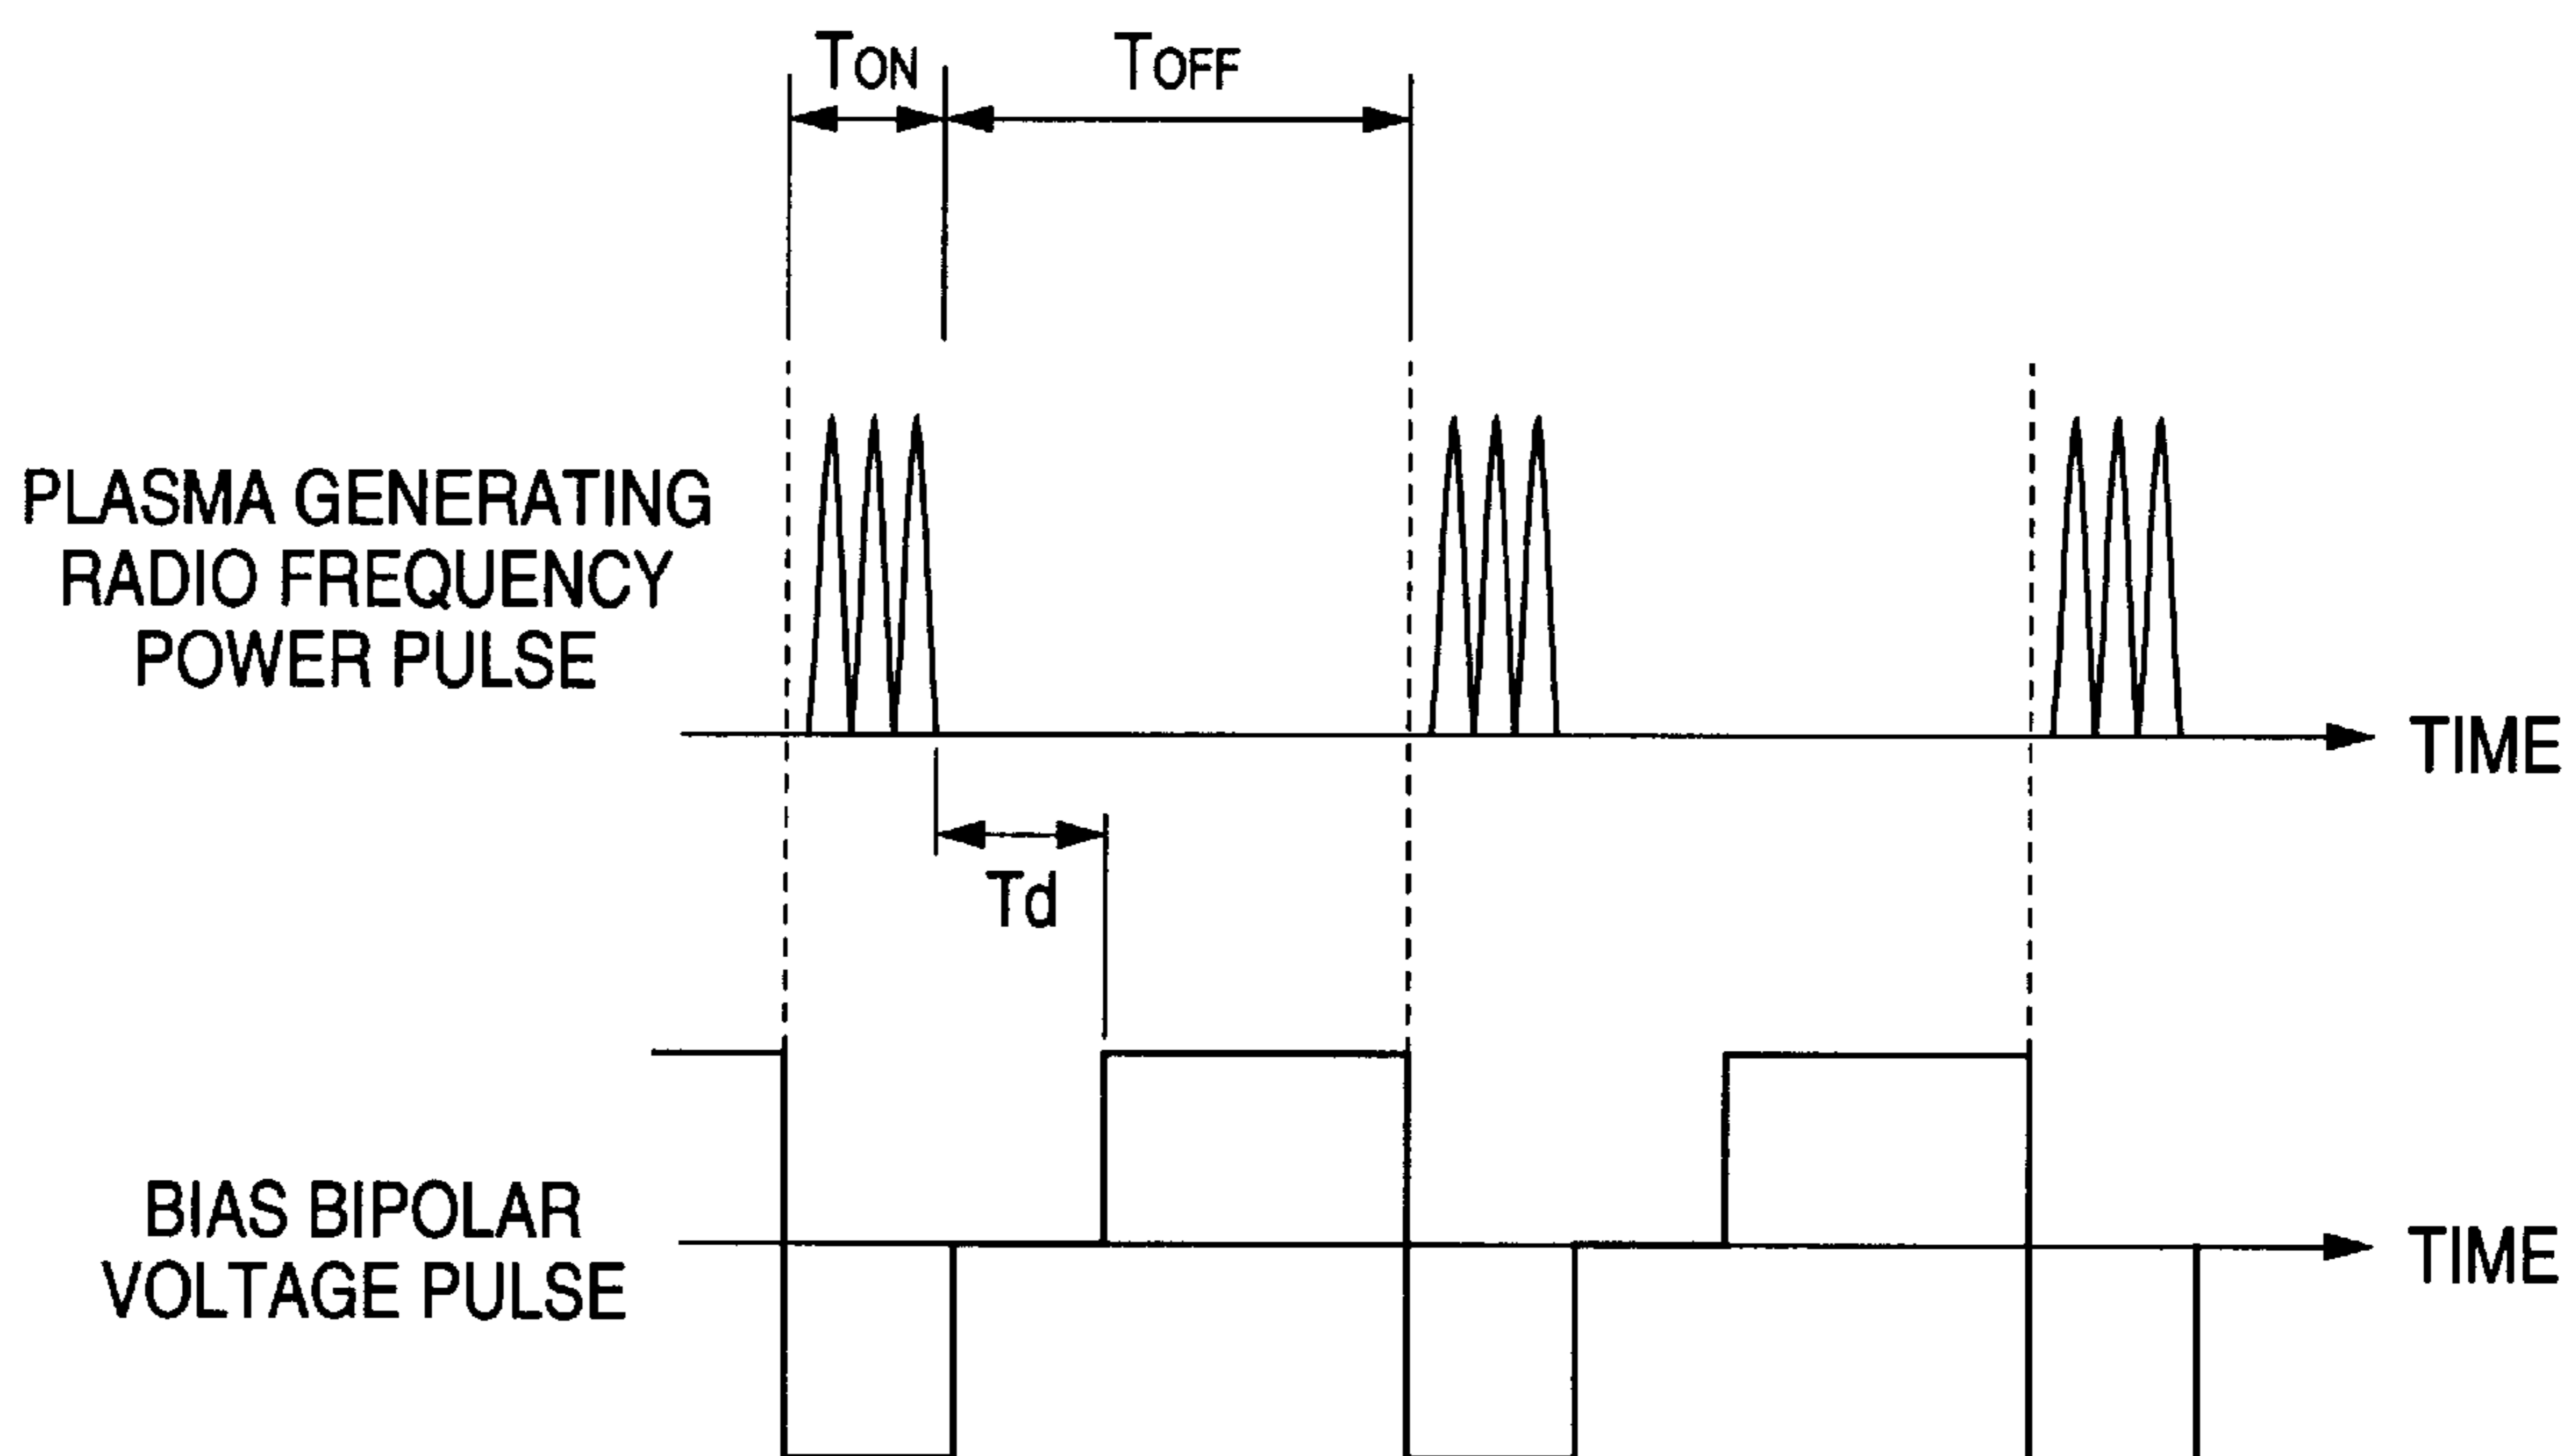 TON
TOFF
PLASMA GENERATING
RADIO FREQUENCY
POWER PULSE
TIME
Td
BIAS BIPOLAR
VOLTAGE PULSE
TIME